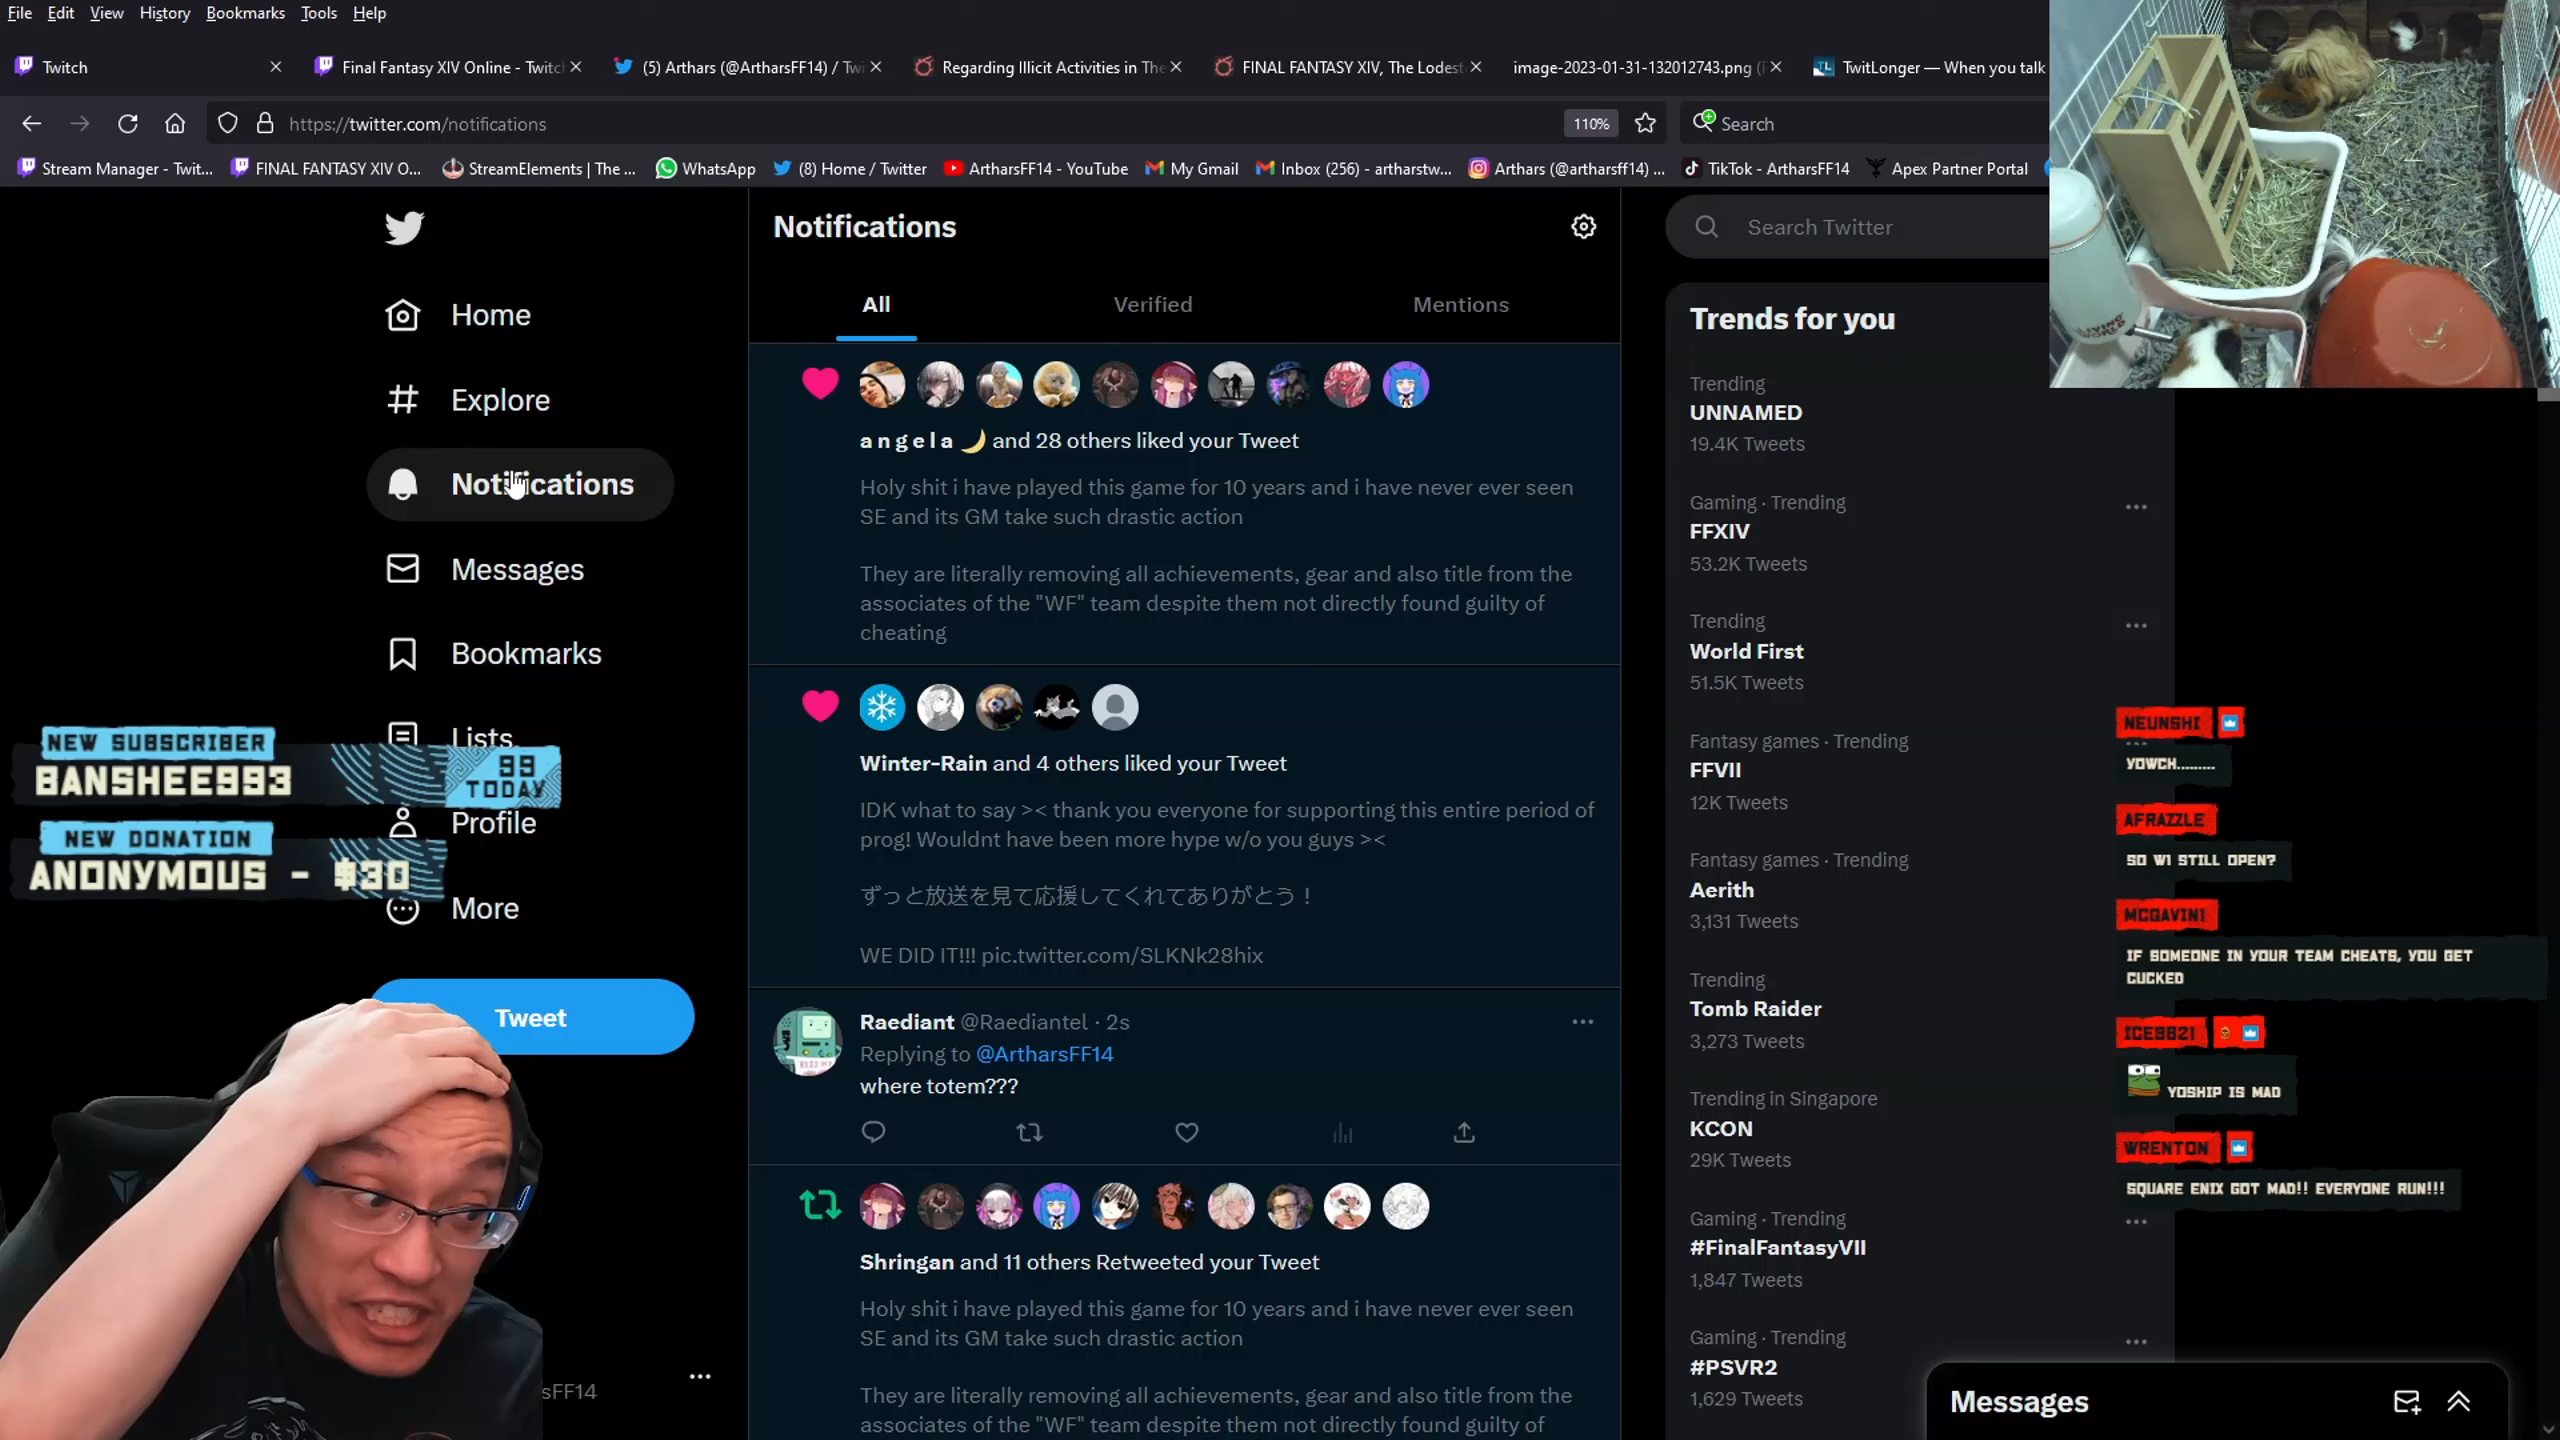 File Edit View History Bookmarks Tools Help
Twitch
Final Fantasy XIV Online - Twitc
(5) Arthars (@ArtharsFF14) / Twi
Regarding Illicit Activities in The
FINAL FANTASY XIV, The Lodest
image-2023-01-31-132012743.png (
TwitLonger — When you talk
https://twitter.com/notifications
110%
Search
Stream Manager - Twit...
FINAL FANTASY XIV O...
StreamElements | The ...
WhatsApp
(8) Home / Twitter
ArtharsFF14 - YouTube
My Gmail
Inbox (256) - artharstw...
Arthars (@artharsff14) ...
TikTok - ArtharsFF14
Apex Partner Portal
Home
Explore
Notifications
Messages
Bookmarks
Lists
Profile
More
Tweet
sFF14
NEW SUBSCRIBER
BANSHEE993
99
TODAY
NEW DONATION
ANONYMOUS - $30
Notifications
All
Verified
Mentions
a n g e l a 🌙 and 28 others liked your Tweet
Holy shit i have played this game for 10 years and i have never ever seen
SE and its GM take such drastic action
They are literally removing all achievements, gear and also title from the
associates of the "WF" team despite them not directly found guilty of
cheating
Winter-Rain and 4 others liked your Tweet
IDK what to say >< thank you everyone for supporting this entire period of
prog! Wouldnt have been more hype w/o you guys ><
ずっと放送を見て応援してくれてありがとう！
WE DID IT!!! pic.twitter.com/SLKNk28hix
Raediant @Raediantel · 2s
Replying to @ArtharsFF14
where totem???
Shringan and 11 others Retweeted your Tweet
Holy shit i have played this game for 10 years and i have never ever seen
SE and its GM take such drastic action
They are literally removing all achievements, gear and also title from the
associates of the "WF" team despite them not directly found guilty of
Search Twitter
Trends for you
Trending
UNNAMED
19.4K Tweets
Gaming · Trending
FFXIV
53.2K Tweets
Trending
World First
51.5K Tweets
Fantasy games · Trending
FFVII
12K Tweets
Fantasy games · Trending
Aerith
3,131 Tweets
Trending
Tomb Raider
3,273 Tweets
Trending in Singapore
KCON
29K Tweets
Gaming · Trending
#FinalFantasyVII
1,847 Tweets
Gaming · Trending
#PSVR2
1,629 Tweets
LIVING
WORLD
NEUNSHI
YOWCH.........
AFRAZZLE
SO W1 STILL OPEN?
MCGAVIN1
IF SOMEONE IN YOUR TEAM CHEATS, YOU GET
CUCKED
ICE9821
YOSHIP IS MAD
WRENTON
SQUARE ENIX GOT MAD!! EVERYONE RUN!!!
Messages